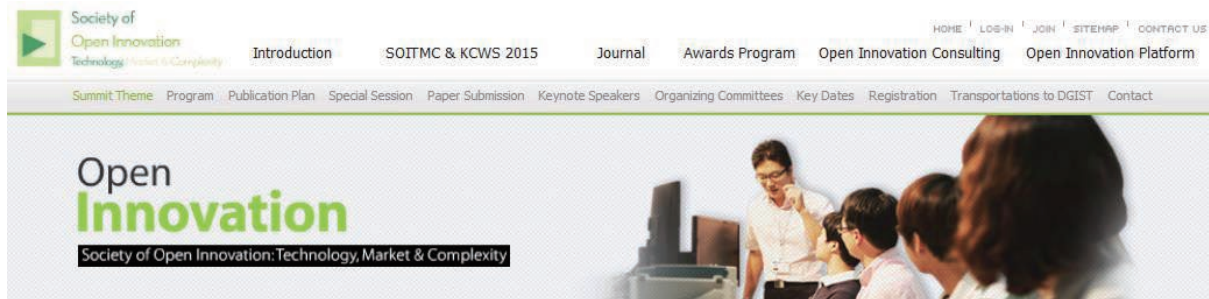 Society of
Open Innovation
Technology, Market & Complexity
HOME LOG-IN JOIN SITEMAP CONTACT US
Introduction SOITMC & KCWS 2015 Journal Awards Program Open Innovation Consulting Open Innovation Platform
Summit Theme Program Publication Plan Special Session Paper Submission Keynote Speakers Organizing Committees Key Dates Registration Transportations to DGIST Contact
Open
Innovation
Society of Open Innovation: Technology, Market & Complexity